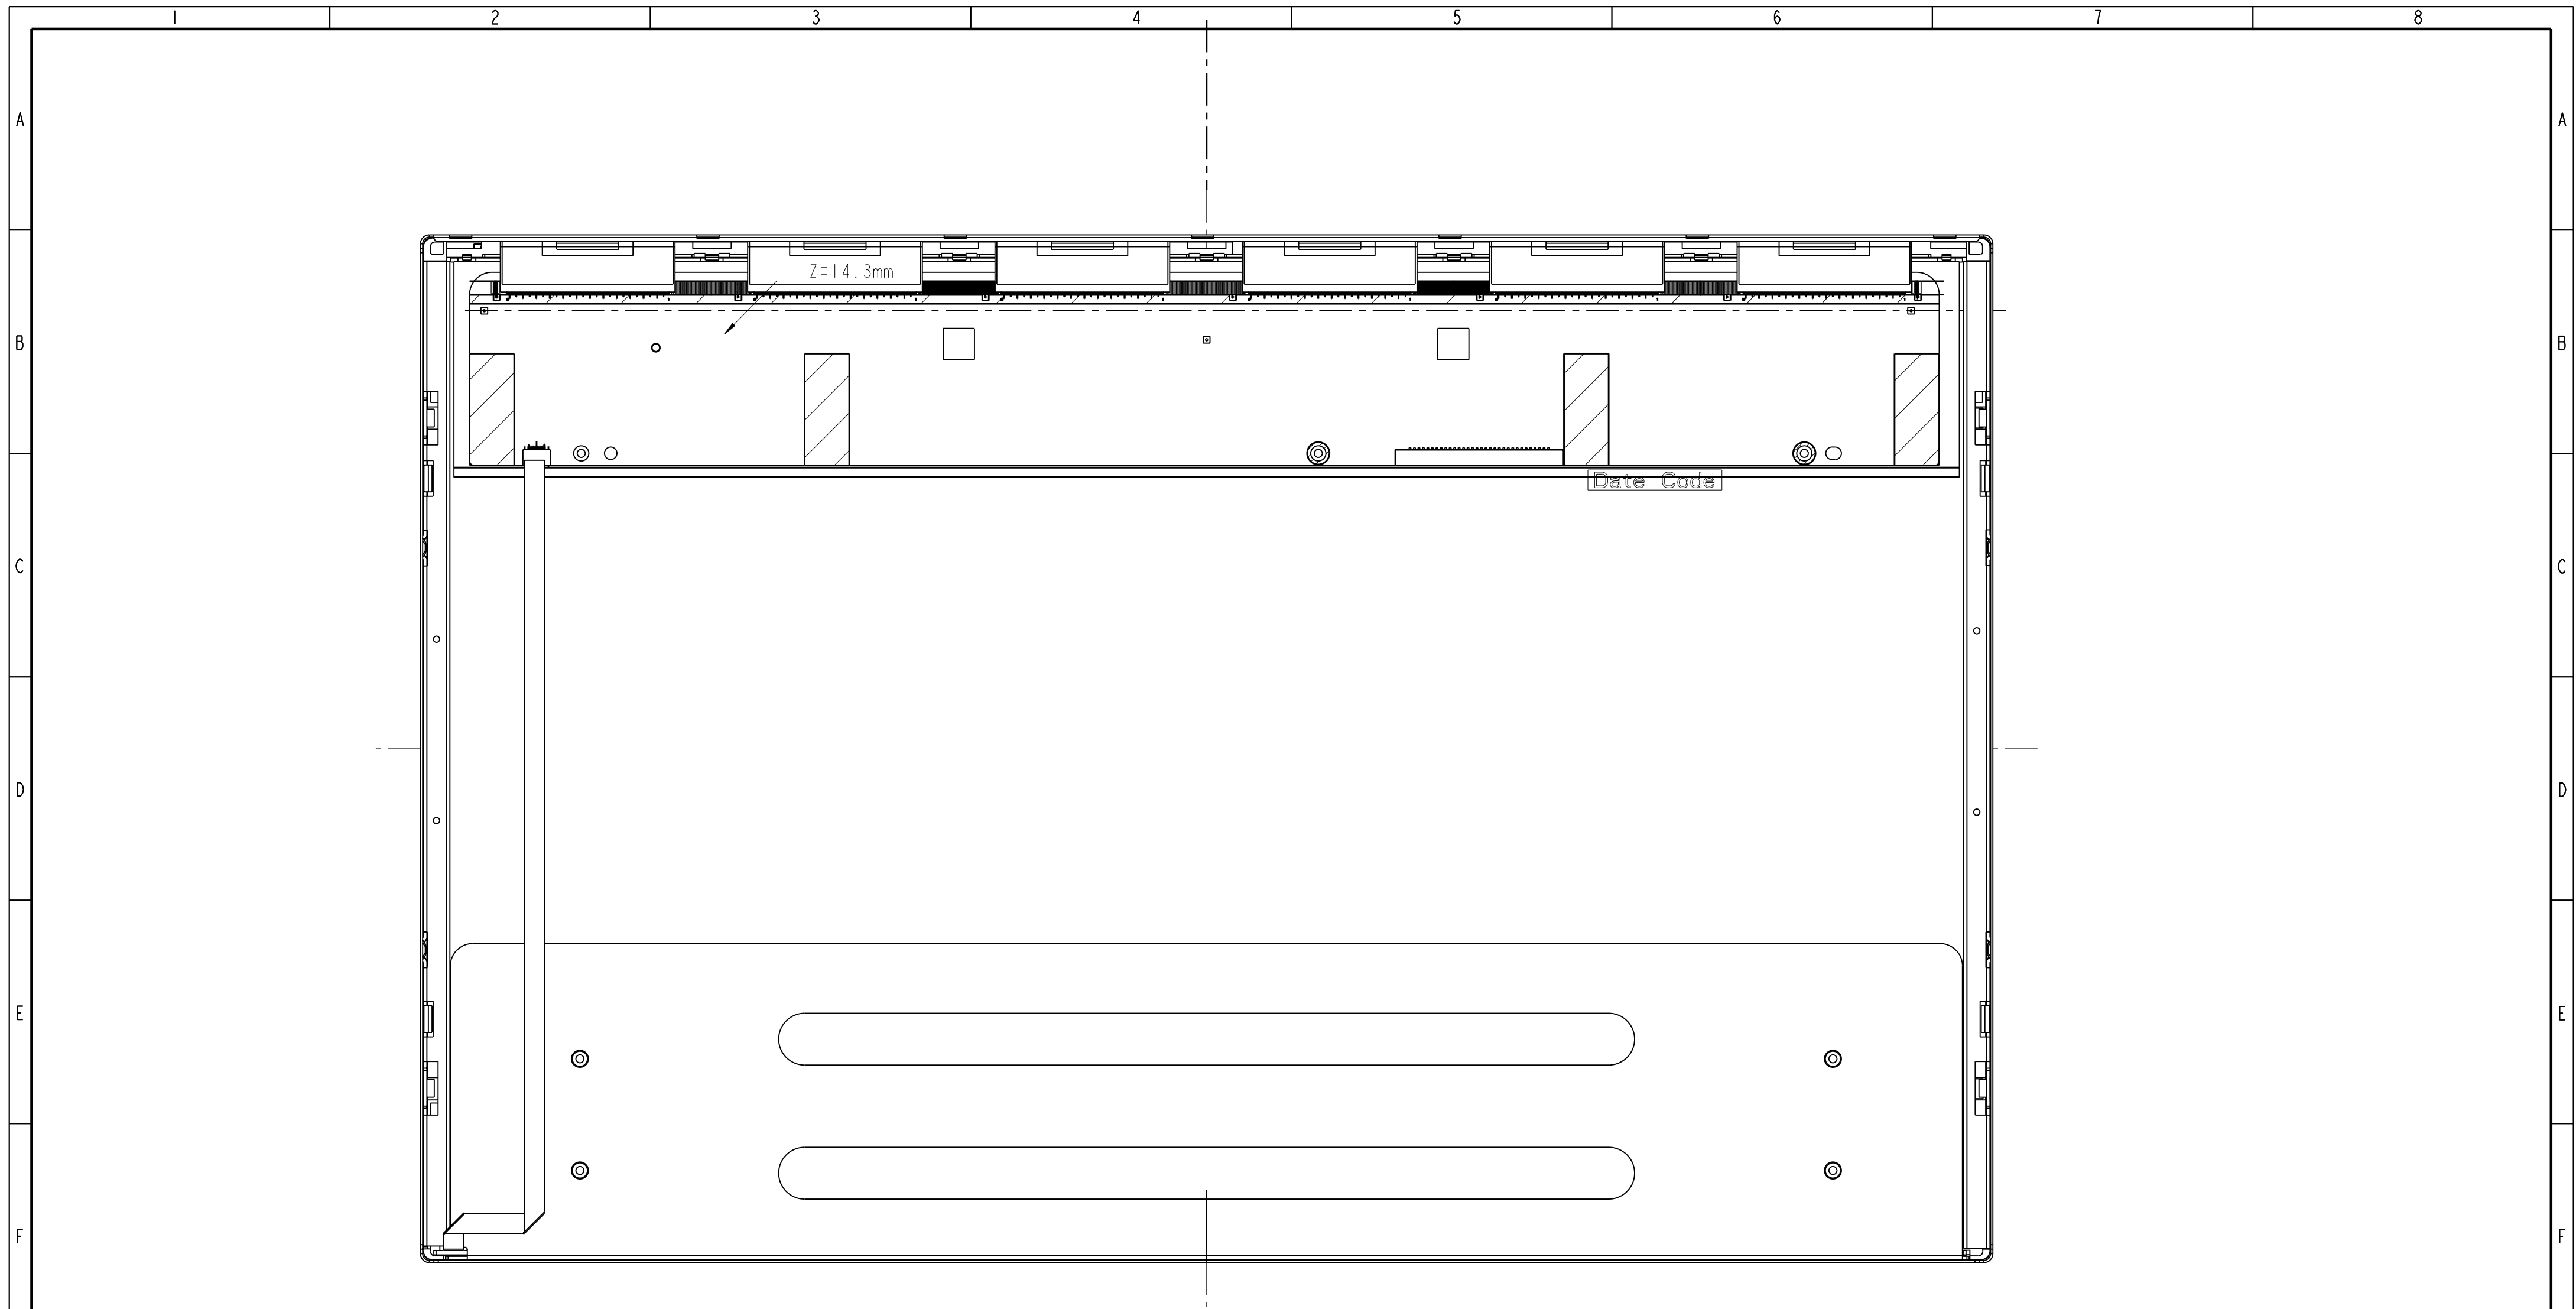 1 2 3 4 5 6 7 8
A A
Z=14.3mm
B B
Date Code
C C
D D
E E
F F